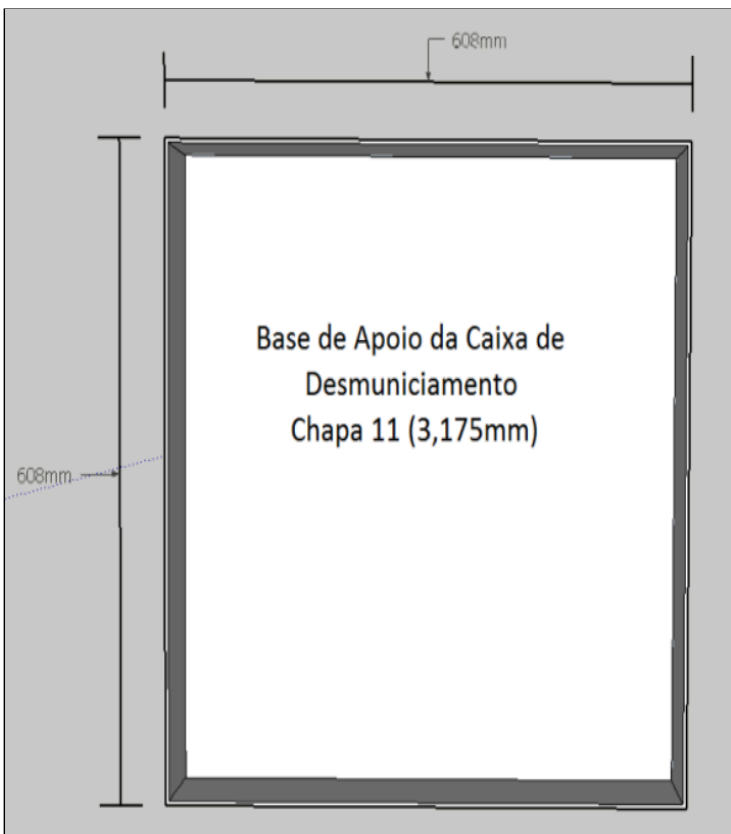 608mm
Base de Apoio da Caixa de
Desmuniciamento
Chapa 11 (3,175mm)
608mm